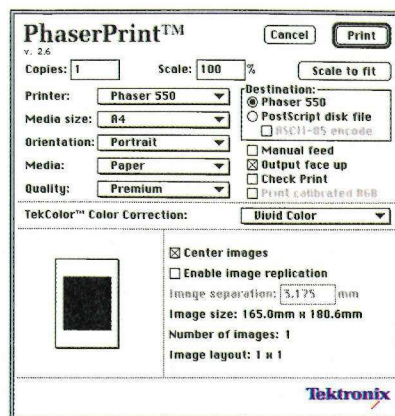 PhaserPrint™
v. 2.6
Cancel
Print
Copies: 1
Scale: 100 %
Scale to fit
Printer: Phaser 550
Media size: A4
Orientation: Portrait
Media: Paper
Quality: Premium
Destination:
Phaser 550
PostScript disk file
ASCII-85 encode
Manual feed
Output face up
Check Print
Print calibrated RGB
TekColor™ Color Correction: Vivid Color
Center images
Enable image replication
Image separation: 3.175 mm
Image size: 165.0mm x 180.6mm
Number of images: 1
Image layout: 1 x 1
Tektronix